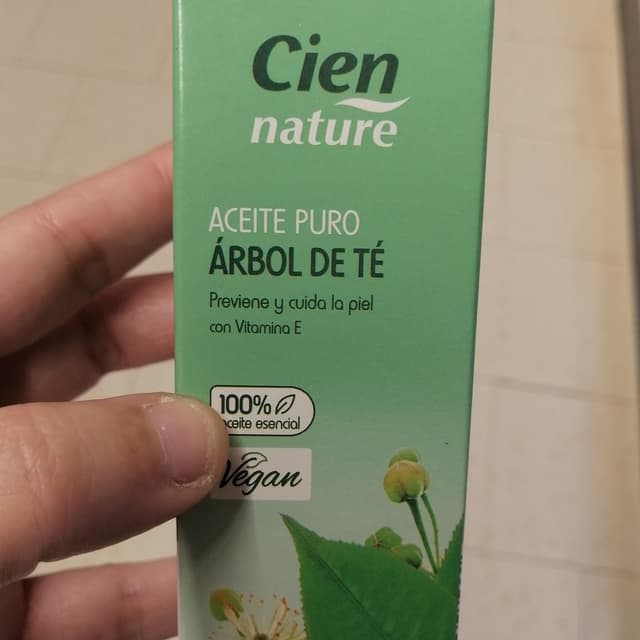 Cien
nature
ACEITE PURO
ÁRBOL DE TÉ
Previene y cuida la piel
con Vitamina E
100%
aceite esencial
Vegan